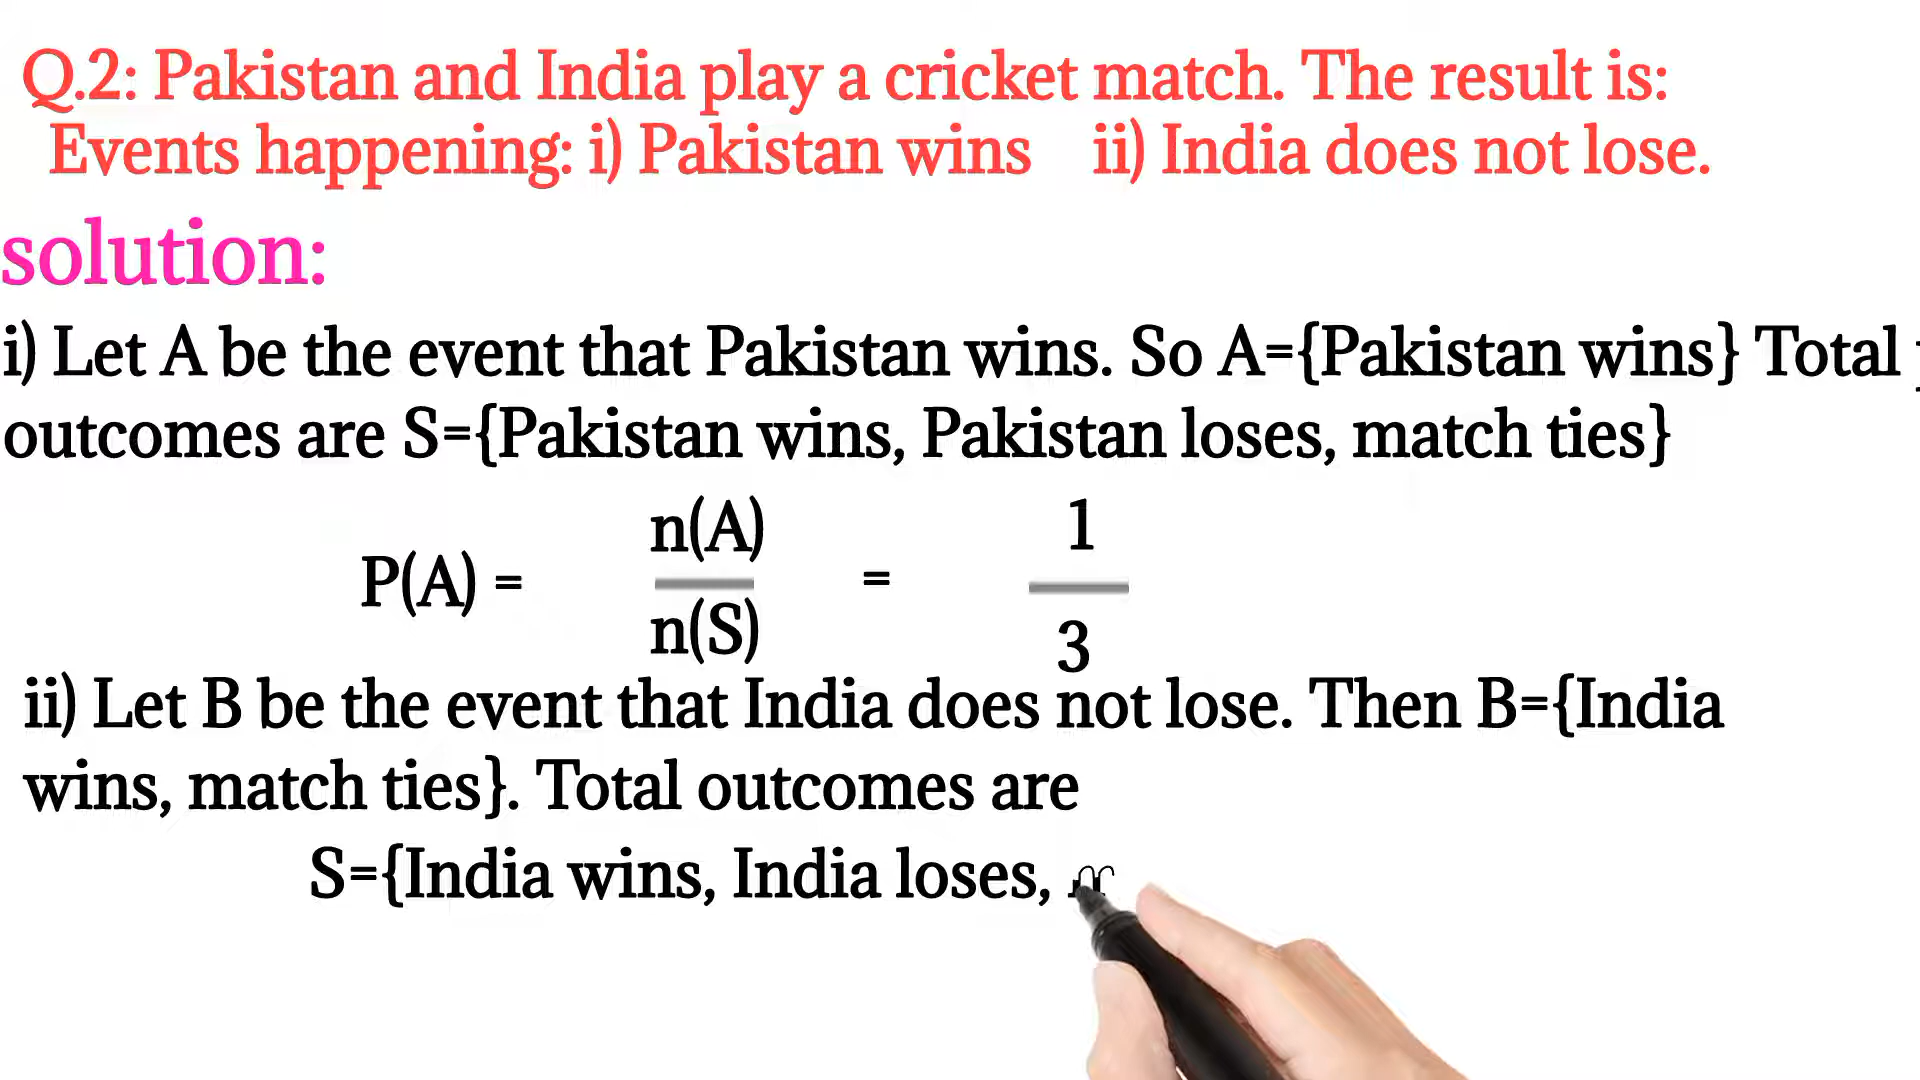 Q.2: Pakistan and India play a cricket match. The result is:
Events happening: i) Pakistan wins ii) India does not lose.
solution:
i) Let A be the event that Pakistan wins. So A={Pakistan wins} Total
outcomes are S={Pakistan wins, Pakistan loses, match ties}
n(A) 1
P(A) = =
n(S) 3
ii) Let B be the event that India does not lose. Then B={India
wins, match ties}. Total outcomes are
S={India wins, India loses,